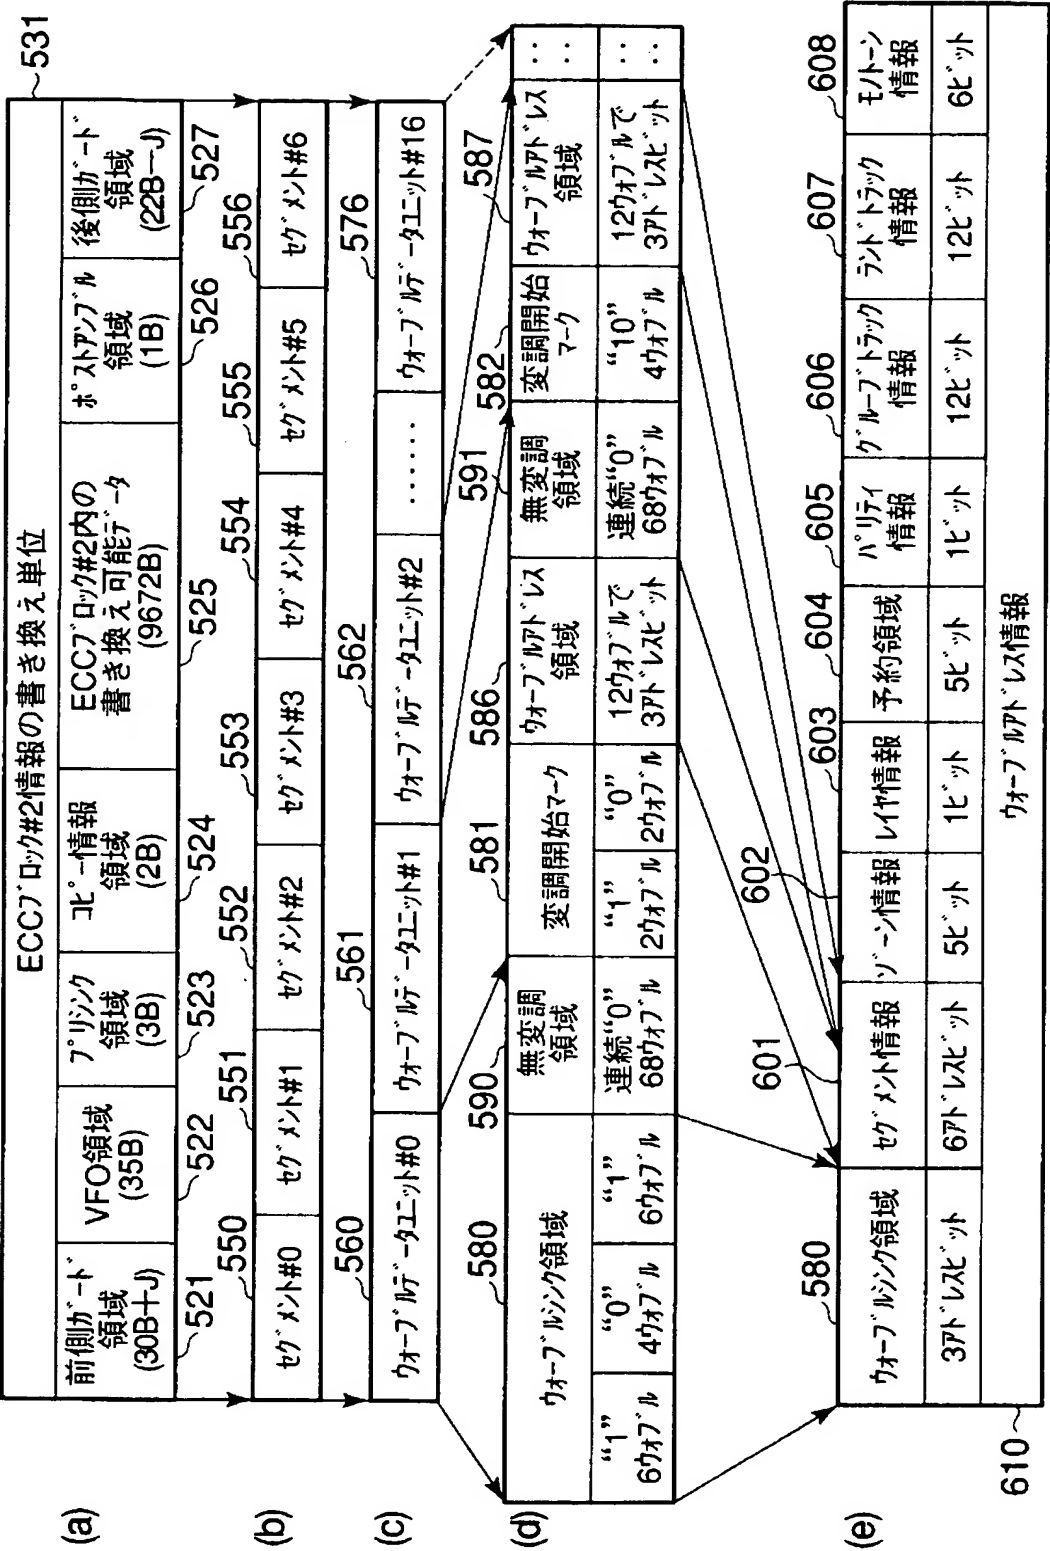 (a)
ECCブロック#2情報の書き換え単位
531
前側ガード
領域
(30B+J)
521
VFO領域
(35B)
522
プリシンク
領域
(3B)
523
コピー情報
領域
(2B)
524
ECCブロック#2内の
書き換え可能データ
(9672B)
525
ポストアンブル
領域
(1B)
526
後側ガード
領域
(22B−J)
527
(b)
550
セグメント#0
551
セグメント#1
552
セグメント#2
553
セグメント#3
554
セグメント#4
555
セグメント#5
556
セグメント#6
(c)
560
ウォーブルデータユニット#0
561
ウォーブルデータユニット#1
562
ウォーブルデータユニット#2
……
576
ウォーブルデータユニット#16
(d)
580
ウォーブルシンク領域
“1”
6ウォブル
“0”
4ウォブル
“1”
6ウォブル
590
無変調
領域
連続“0”
68ウォブル
581
変調開始マーク
“1”
2ウォブル
“0”
2ウォブル
586
ウォーブルアドレス
領域
12ウォブルで
3アドレスビット
591
無変調
領域
連続“0”
68ウォブル
582
変調開始
マーク
“10”
4ウォブル
587
ウォーブルアドレス
領域
12ウォブルで
3アドレスビット
‥
‥
‥
‥
(e)
580
ウォーブルシンク領域
3アドレスビット
601
セグメント情報
6アドレスビット
602
ゾーン情報
5ビット
603
レイヤ情報
1ビット
604
予約領域
5ビット
605
パリティ
情報
1ビット
606
グルーブトラック
情報
12ビット
607
ランドトラック
情報
12ビット
608
モノトーン
情報
6ビット
ウォーブルアドレス情報
610